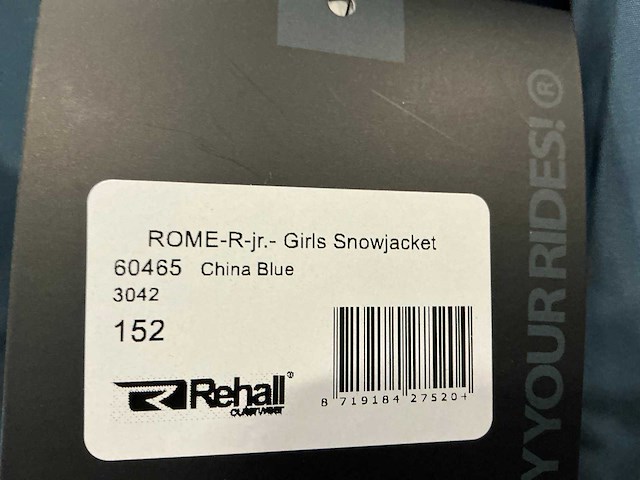 ROME-R-jr.- Girls Snowjacket
60465 China Blue
3042
152
Rehall®
8 719184 275204
Y YOUR RIDES!®